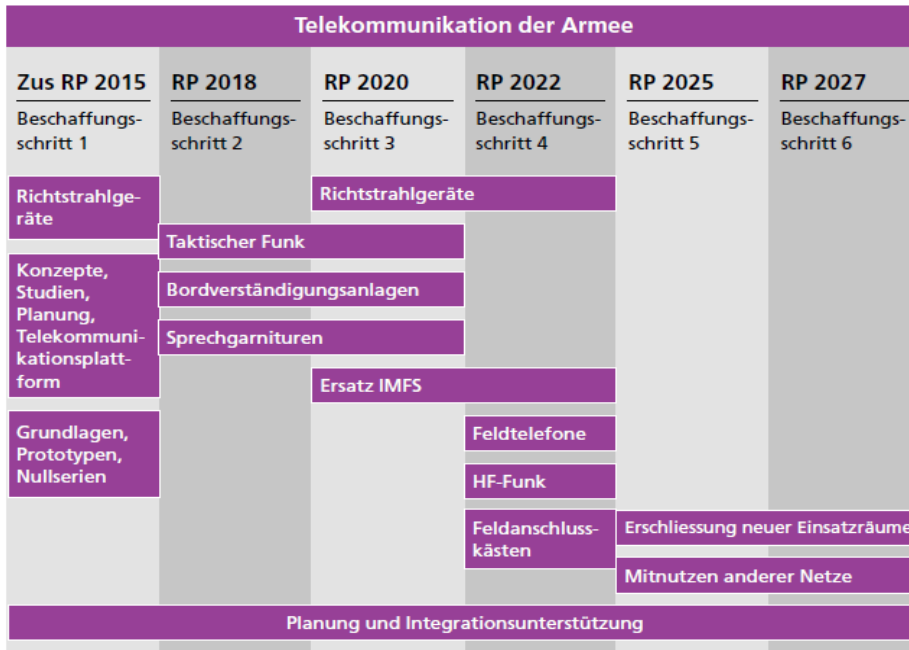 Telekommunikation der Armee
Zus RP 2015
Beschaffungs-
schritt 1
RP 2018
Beschaffungs-
schritt 2
RP 2020
Beschaffungs-
schritt 3
RP 2022
Beschaffungs-
schritt 4
RP 2025
Beschaffungs-
schritt 5
RP 2027
Beschaffungs-
schritt 6
Richtstrahlge-
räte
Richtstrahlgeräte
Taktischer Funk
Konzepte,
Studien,
Planung,
Telekommuni-
kationsplatt-
form
Bordverständigungsanlagen
Sprechgarnituren
Ersatz IMFS
Grundlagen,
Prototypen,
Nullserien
Feldtelefone
HF-Funk
Feldanschluss-
kästen
Erschliessung neuer Einsatzräume
Mitnutzen anderer Netze
Planung und Integrationsunterstützung